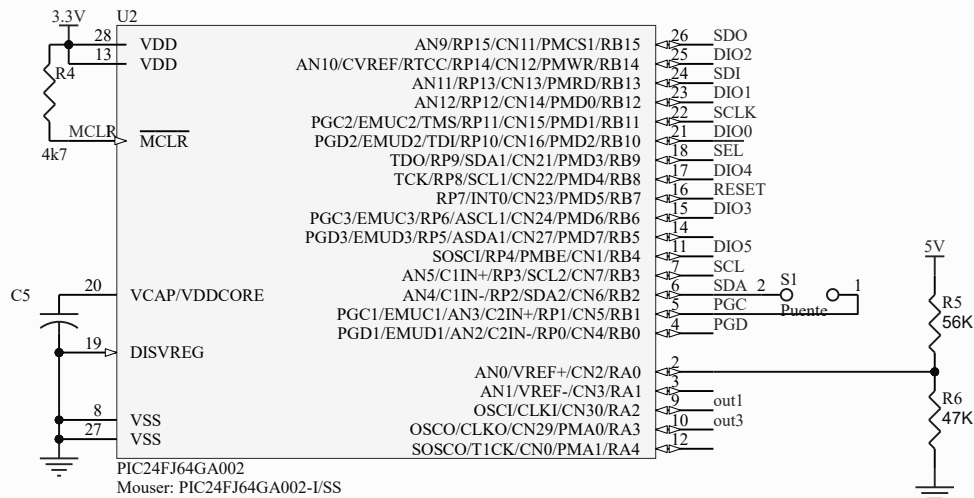 3.3V
U2
28 VDD AN9/RP15/CN11/PMCS1/RB15 26 SDO
13 VDD AN10/CVREF/RTCC/RP14/CN12/PMWR/RB14 25 DIO2
R4 AN11/RP13/CN13/PMRD/RB13 24 SDI
AN12/RP12/CN14/PMD0/RB12 23 DIO1
PGC2/EMUC2/TMS/RP11/CN15/PMD1/RB11 22 SCLK
MCLR MCLR PGD2/EMUD2/TDI/RP10/CN16/PMD2/RB10 21 DIO0
4k7 TDO/RP9/SDA1/CN21/PMD3/RB9 18 SEL
TCK/RP8/SCL1/CN22/PMD4/RB8 17 DIO4
RP7/INT0/CN23/PMD5/RB7 16 RESET
PGC3/EMUC3/RP6/ASCL1/CN24/PMD6/RB6 15 DIO3
PGD3/EMUD3/RP5/ASDA1/CN27/PMD7/RB5 14
SOSCI/RP4/PMBE/CN1/RB4 11 DIO5
5V
AN5/C1IN+/RP3/SCL2/CN7/RB3 7 SCL
C5 20 VCAP/VDDCORE AN4/C1IN-/RP2/SDA2/CN6/RB2 6 SDA 2 S1 1
PGC1/EMUC1/AN3/C2IN+/RP1/CN5/RB1 5 PGC Puente
R5
56K
PGD1/EMUD1/AN2/C2IN-/RP0/CN4/RB0 4 PGD
19 DISVREG
AN0/VREF+/CN2/RA0 2
AN1/VREF-/CN3/RA1 3
8 VSS OSCI/CLKI/CN30/RA2 9 out1
R6
47K
27 VSS OSCO/CLKO/CN29/PMA0/RA3 10 out3
SOSCO/T1CK/CN0/PMA1/RA4 12
PIC24FJ64GA002
Mouser: PIC24FJ64GA002-I/SS